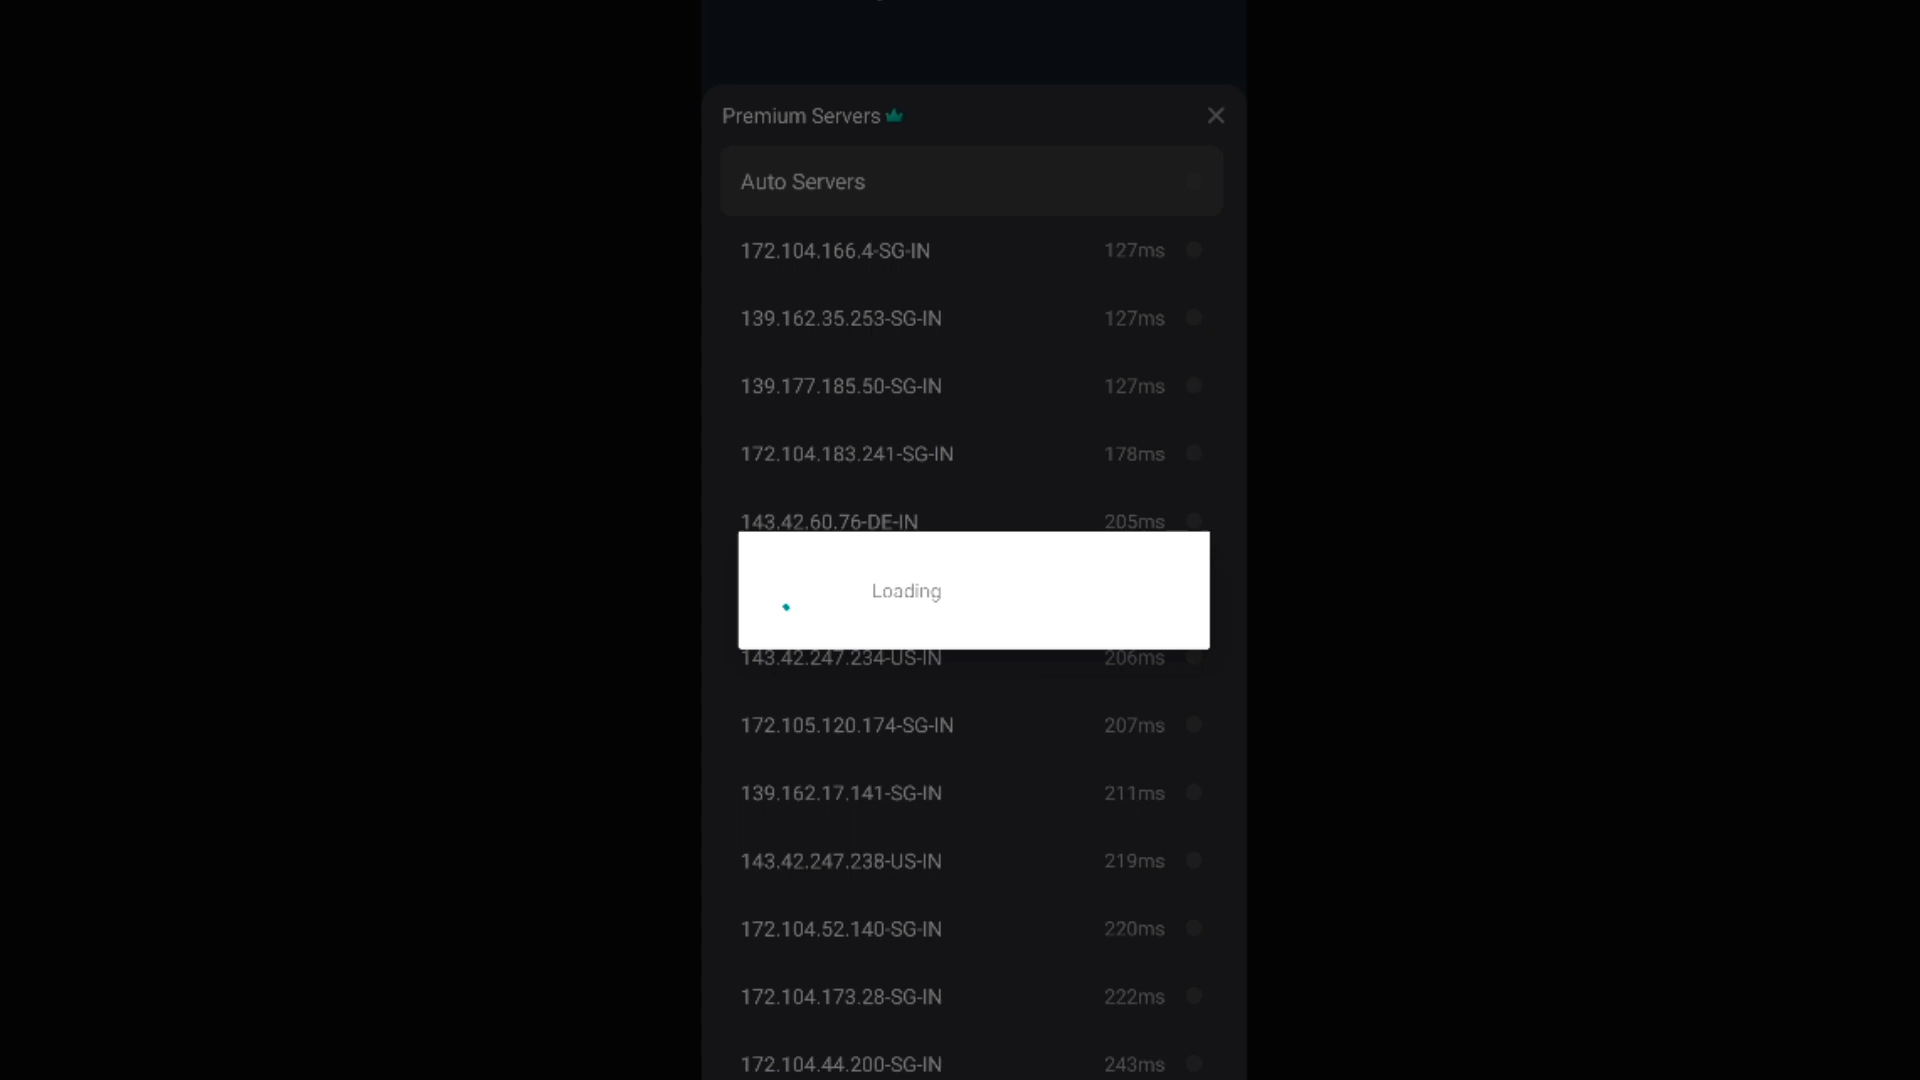 Premium Servers
Auto Servers
172.104.166.4-SG-IN 127ms
139.162.35.253-SG-IN 127ms
139.177.185.50-SG-IN 127ms
172.104.183.241-SG-IN 178ms
143.42.60.76-DE-IN 205ms
Loading
143.42.247.234-US-IN 206ms
172.105.120.174-SG-IN 207ms
139.162.17.141-SG-IN 211ms
143.42.247.238-US-IN 219ms
172.104.52.140-SG-IN 220ms
172.104.173.28-SG-IN 222ms
172.104.44.200-SG-IN 243ms